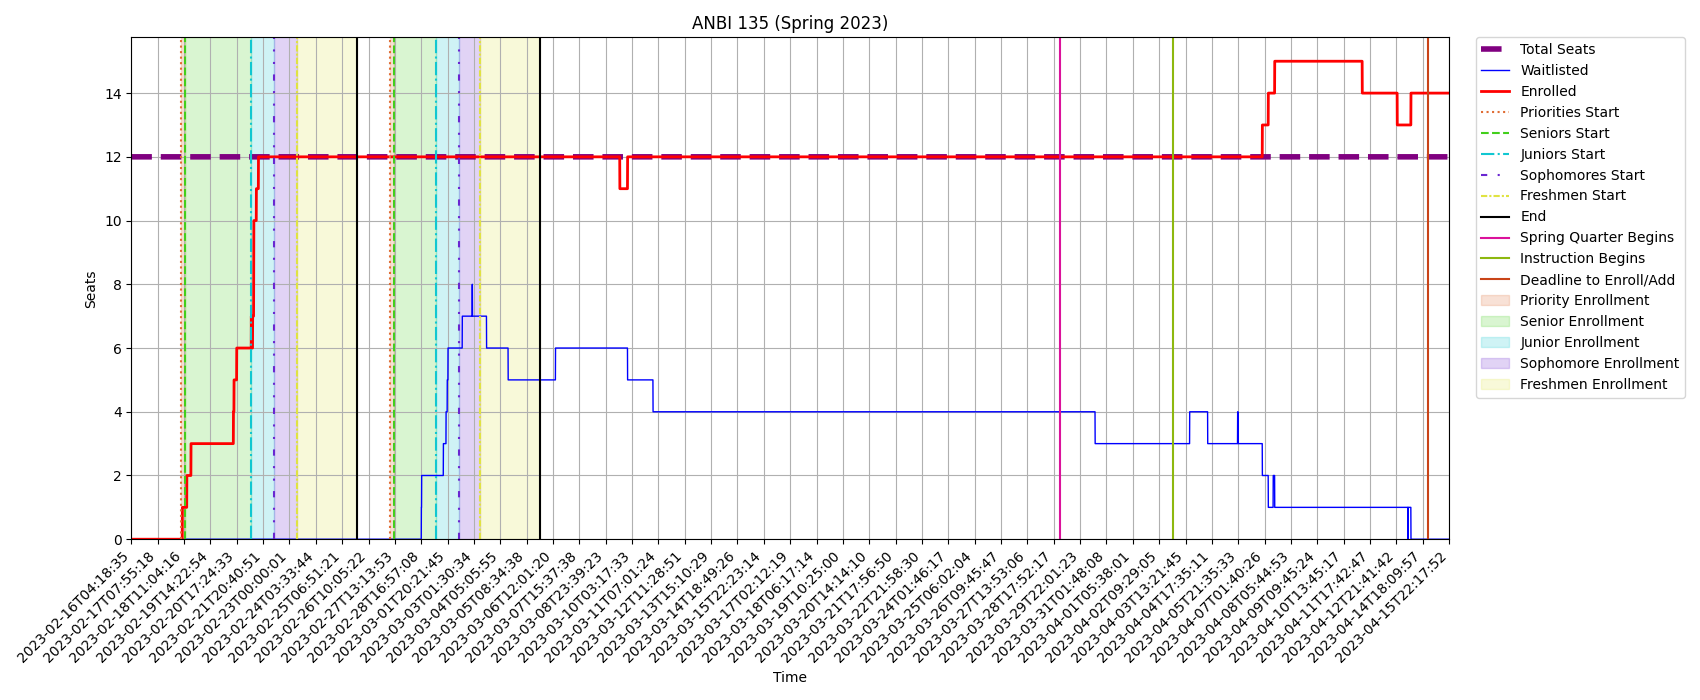 ANBI 135 (Spring 2023)
Seats
14
12
10
8
6
4
2
0
2023-02-16T04:18:35
2023-02-17T07:55:18
2023-02-18T11:04:16
2023-02-19T14:22:54
2023-02-20T17:24:33
2023-02-21T20:40:51
2023-02-23T00:00:01
2023-02-24T03:33:44
2023-02-25T06:51:21
2023-02-26T10:05:22
2023-02-27T13:13:53
2023-02-28T16:57:08
2023-03-01T20:21:45
2023-03-03T01:30:34
2023-03-04T05:05:55
2023-03-05T08:34:38
2023-03-06T12:01:20
2023-03-07T15:37:38
2023-03-08T23:39:23
2023-03-10T03:17:33
2023-03-11T07:01:24
2023-03-12T11:28:51
2023-03-13T15:10:29
2023-03-14T18:49:26
2023-03-15T22:23:14
2023-03-17T02:12:19
2023-03-18T06:17:14
2023-03-19T10:25:00
2023-03-20T14:14:10
2023-03-21T17:56:50
2023-03-22T21:58:30
2023-03-24T01:46:17
2023-03-25T06:02:04
2023-03-26T09:45:47
2023-03-27T13:53:06
2023-03-28T17:52:17
2023-03-29T22:01:23
2023-03-31T01:48:08
2023-04-01T05:38:01
2023-04-02T09:29:05
2023-04-03T13:21:45
2023-04-04T17:35:11
2023-04-05T21:35:33
2023-04-07T01:40:26
2023-04-08T05:44:53
2023-04-09T09:45:24
2023-04-10T13:45:17
2023-04-11T17:42:47
2023-04-12T21:41:42
2023-04-14T18:09:57
2023-04-15T22:17:52
Time
Total Seats
Waitlisted
Enrolled
Priorities Start
Seniors Start
Juniors Start
Sophomores Start
Freshmen Start
End
Spring Quarter Begins
Instruction Begins
Deadline to Enroll/Add
Priority Enrollment
Senior Enrollment
Junior Enrollment
Sophomore Enrollment
Freshmen Enrollment